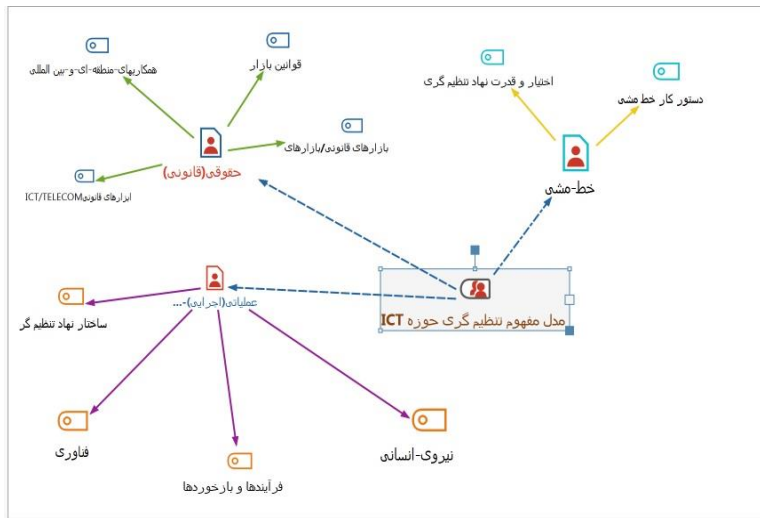 همکاریهای-منطقه-ای-و-بین المللی
قوانین بازار
بازارهای قانونی/بازارهای
حقوقی(قانونی)
ابزارهای قانونیICT/TELECOM
اختیار و قدرت نهاد تنظیم گری
دستور کار خط مشی
خط-مشی
مدل مفهوم تنظیم گری حوزه ICT
عملیاتی(اجرایی)-...
ساختار نهاد تنظیم گر
فناوری
فرآیندها و بازخوردها
نیروی-انسانی